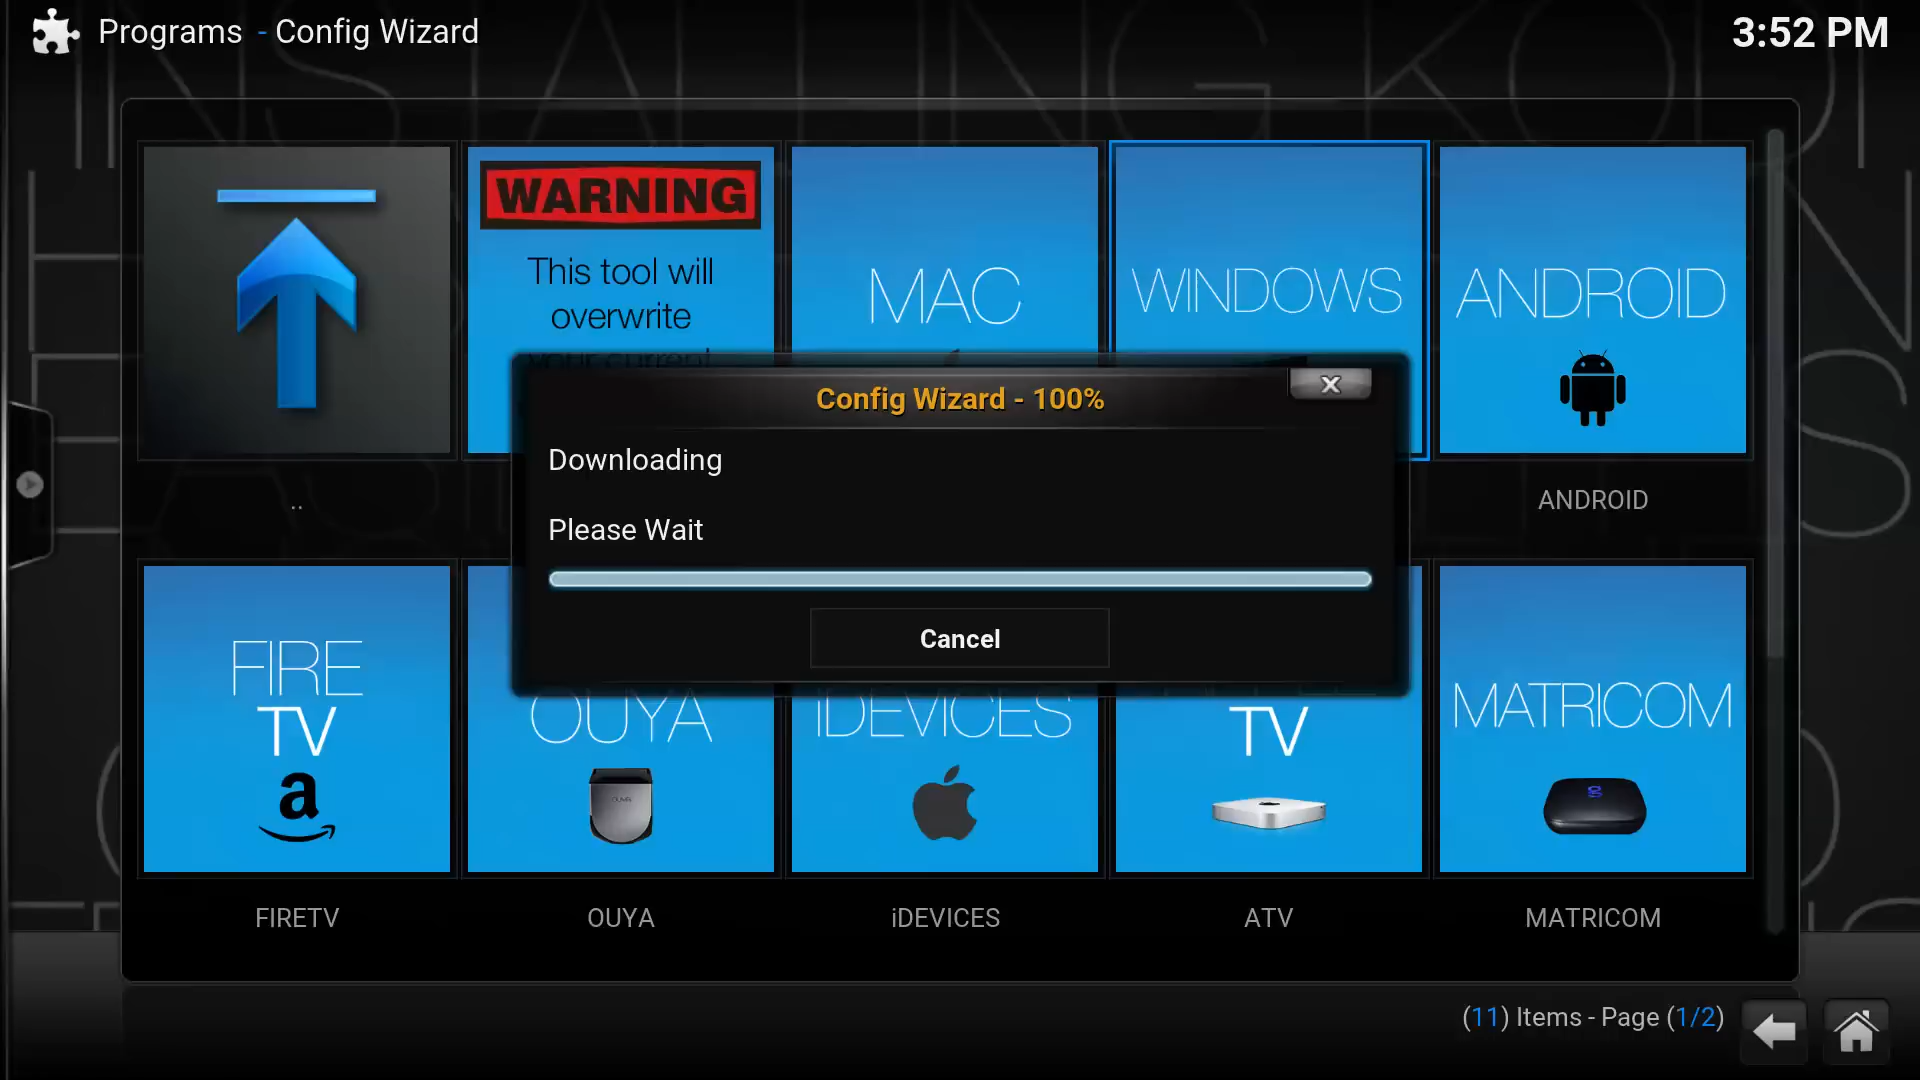 Programs - Config Wizard
3:52 PM
WARNING
This tool will
overwrite
your current
MAC
WINDOWS
ANDROID
Config Wizard - 100%
Downloading
Please Wait
Cancel
..
ANDROID
FIRE
TV
a
OUYA
iDEVICES
TV
MATRICOM
FIRETV
OUYA
iDEVICES
ATV
MATRICOM
(11) Items - Page (1/2)